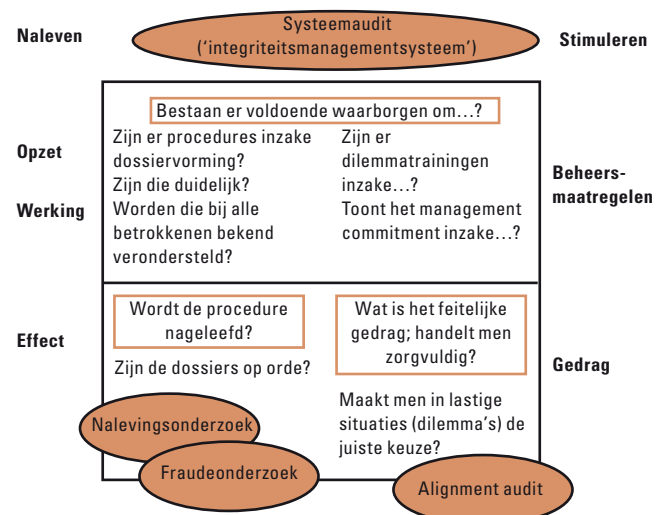 Naleven
Systeemaudit
('integriteitsmanagementsysteem')
Stimuleren
Bestaan er voldoende waarborgen om…?
Opzet
Werking
Zijn er procedures inzake
dossiervorming?
Zijn die duidelijk?
Worden die bij alle
betrokkenen bekend
verondersteld?
Zijn er
dilemmatrainingen
inzake…?
Toont het management
commitment inzake…?
Beheers-
maatregelen
Effect
Wordt de procedure
nageleefd?
Zijn de dossiers op orde?
Nalevingsonderzoek
Fraudeonderzoek
Wat is het feitelijke
gedrag; handelt men
zorgvuldig?
Maakt men in lastige
situaties (dilemma's) de
juiste keuze?
Alignment audit
Gedrag